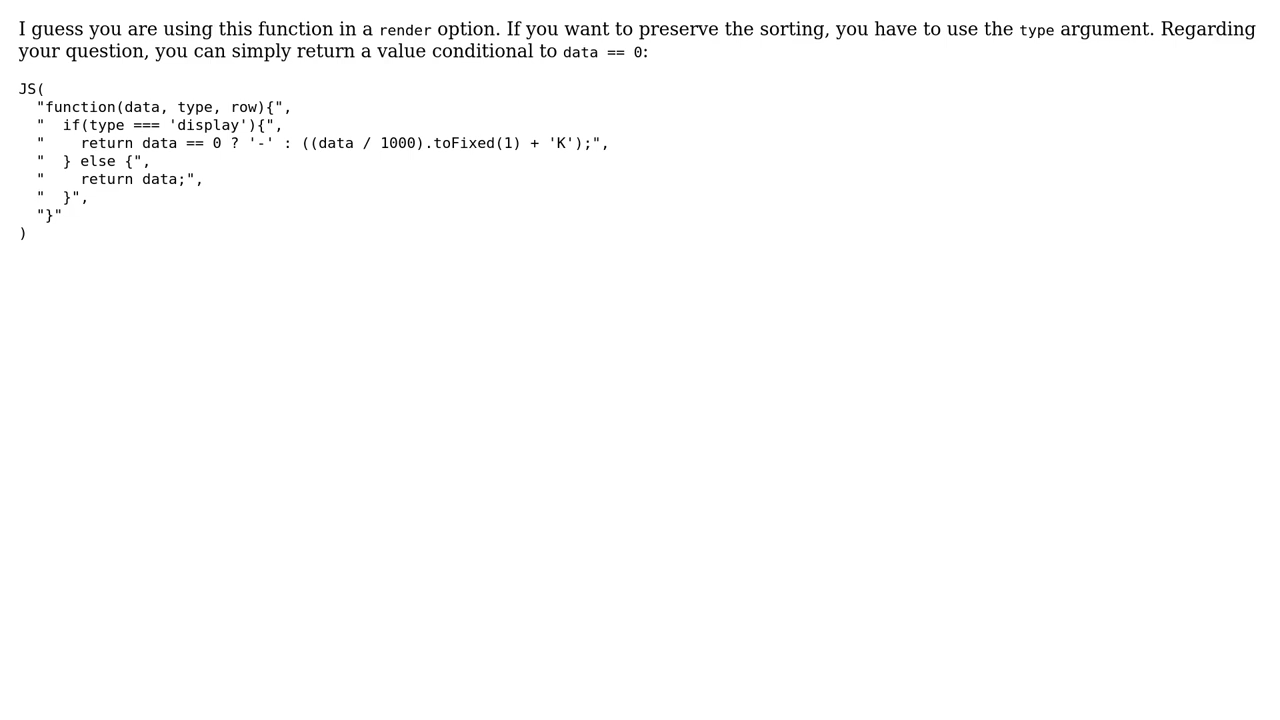 I guess you are using this function in a render option. If you want to preserve the sorting, you have to use the type argument. Regarding
your question, you can simply return a value conditional to data == 0:
JS(
  "function(data, type, row){",
  "  if(type === 'display'){",
  "    return data == 0 ? '-' : ((data / 1000).toFixed(1) + 'K');",
  "  } else {",
  "    return data;",
  "  }",
  "}"
)